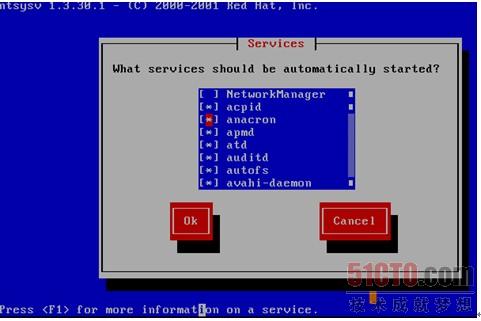 ntsysv 1.3.30.1 - (C) 2000-2001 Red Hat, Inc.
Services
What services should be automatically started?
[ ] NetworkManager
[*] acpid
[*] anacron
[*] apmd
[*] atd
[*] auditd
[*] autofs
[*] avahi-daemon
Ok
Cancel
51CTO.com
技术成就梦想
Press <F1> for more information on a service.